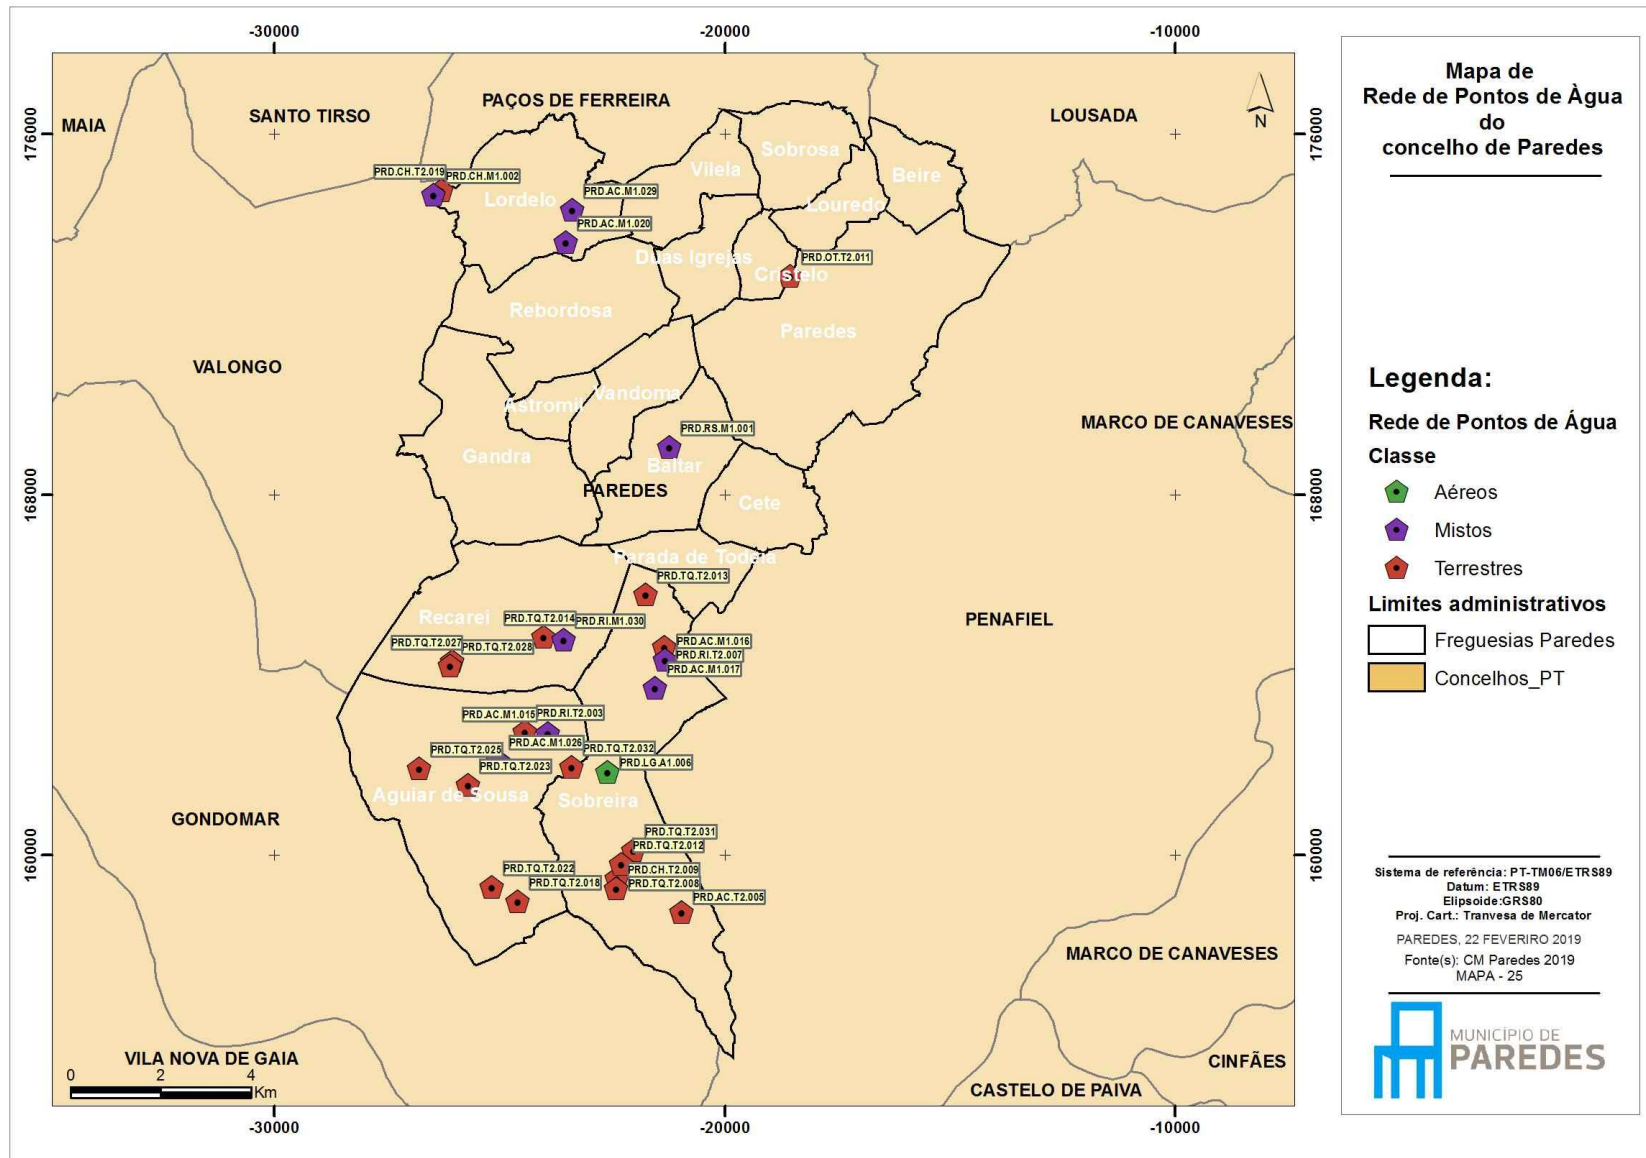 -30000
-20000
-10000
176000
168000
160000
176000
168000
160000
-30000
-20000
-10000
MAIA
SANTO TIRSO
PAÇOS DE FERREIRA
LOUSADA
N
Sobrosa
Vilela
Beire
PRD.CH.T2.019
PRD.CH.M1.002
PRD.AC.M1.029
Lordelo
Louredo
PRD.AC.M1.020
Duas Igrejas
PRD.OT.T2.011
Cristelo
Rebordosa
Paredes
VALONGO
Vandoma
Astromil
MARCO DE CANAVESES
PRD.RS.M1.001
Gandra
Baltar
PAREDES
Cete
Parada de Todeia
PRD.TQ.T2.013
Recarei
PRD.TQ.T2.014
PRD.RI.M1.030
PENAFIEL
PRD.TQ.T2.027
PRD.TQ.T2.028
PRD.AC.M1.016
PRD.RI.T2.007
PRD.AC.M1.017
PRD.AC.M1.015
PRD.RI.T2.003
PRD.AC.M1.026
PRD.TQ.T2.025
PRD.TQ.T2.032
PRD.TQ.T2.023
PRD.LG.A1.006
Aguiar de Sousa
Sobreira
GONDOMAR
PRD.TQ.T2.031
PRD.TQ.T2.012
PRD.TQ.T2.022
PRD.CH.T2.009
PRD.TQ.T2.018
PRD.TQ.T2.008
PRD.AC.T2.005
MARCO DE CANAVESES
VILA NOVA DE GAIA
CINFÃES
CASTELO DE PAIVA
0 2 4
Km
Mapa de
Rede de Pontos de Àgua
do
concelho de Paredes
Legenda:
Rede de Pontos de Água
Classe
Aéreos
Mistos
Terrestres
Limites administrativos
Freguesias Paredes
Concelhos_PT
Sistema de referência: PT-TM06/ETRS89
Datum: ETRS89
Elipsoide:GRS80
Proj. Cart.: Tranvesa de Mercator
PAREDES, 22 FEVERIRO 2019
Fonte(s): CM Paredes 2019
MAPA - 25
MUNICÍPIO DE
PAREDES